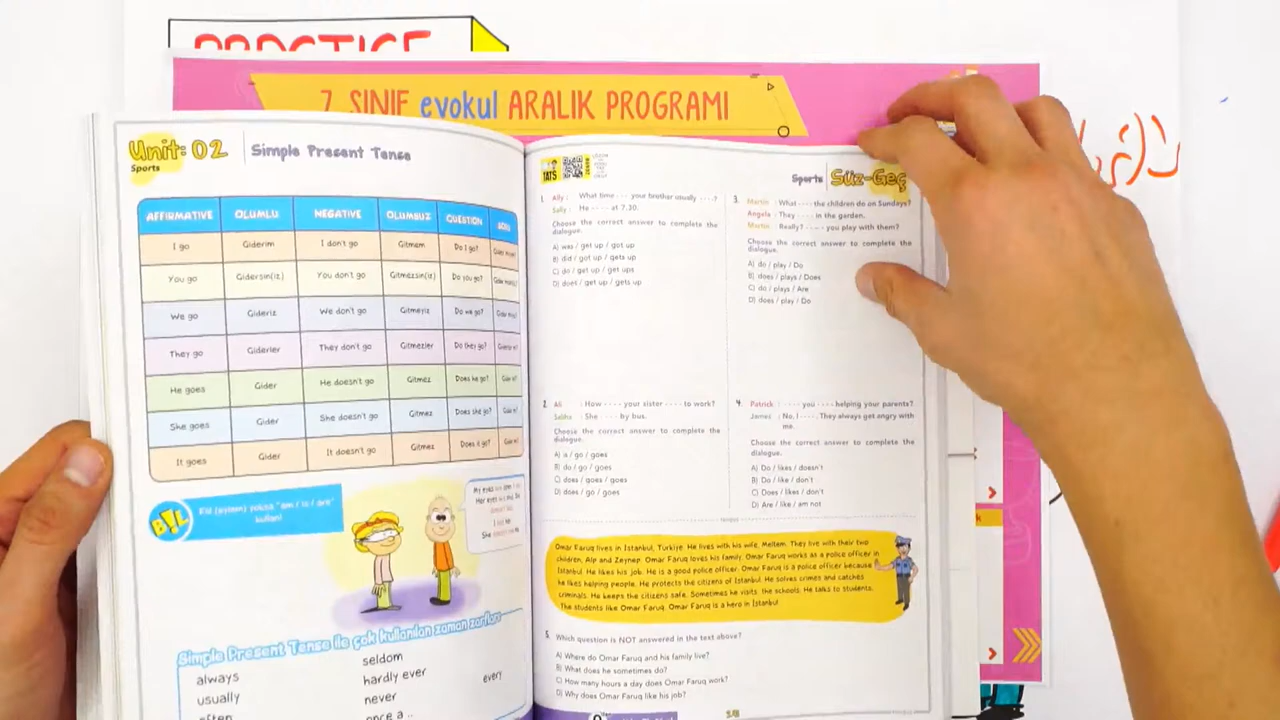 PRACTICE
7. SINIF evokul ARALIK PROGRAMI
Unit: 02
Sports
Simple Present Tense
AFFIRMATIVE OLUMLU NEGATIVE OLUMSUZ QUESTION
I go Giderim I don't go Gitmem Do I go?
You go Gidersin(iz) You don't go Gitmezsin(iz) Do you go?
We go Gideriz We don't go Gitmeyiz Do we go?
They go Giderler They don't go Gitmezler Do they go?
He goes Gider He doesn't go Gitmez Does he go?
She goes Gider She doesn't go Gitmez Does she go?
It goes Gider It doesn't go Gitmez Does it go?
BİL
Simple Present Tense ile çok kullanılan zaman zarfları
always
usually
often
seldom
hardly ever
never
once a ..
every
TATS
Sports
Süz-Geç
1. Ally : What time ---- your brother usually ----?
Sally : He ---- at 7.30.
Choose the correct answer to complete the
dialogue.
A) was / get up / got up
B) did / got up / gets up
C) do / get up / get ups
D) does / get up / gets up
2. Ali : How ---- your sister ---- to work?
Saliha : She ---- by bus.
Choose the correct answer to complete the
dialogue.
A) is / go / goes
B) do / go / goes
C) does / goes / goes
D) does / go / goes
3. Martin : What ---- the children do on Sundays?
Angela : They ---- in the garden.
Martin : Really? ---- you play with them?
Choose the correct answer to complete the
dialogue.
A) do / play / Do
B) does / plays / Does
C) do / plays / Are
D) does / play / Do
4. Patrick : ---- you ---- helping your parents?
James : No, I ----. They always get angry with
me.
Choose the correct answer to complete the
dialogue.
A) Do / likes / doesn't
B) Do / like / don't
C) Does / likes / don't
D) Are / like / am not
Omar Faruq lives in İstanbul, Türkiye. He lives with his wife, Meltem. They live with their two
children, Alp and Zeynep. Omar Faruq loves his family. Omar Faruq works as a police officer in
İstanbul. He likes his job. He is a good police officer. Omar Faruq is a police officer because
he likes helping people. He protects the citizens of İstanbul. He solves crimes and catches
criminals. He keeps the citizens safe. Sometimes he visits the schools. He talks to students.
The students like Omar Faruq. Omar Faruq is a hero in İstanbul.
5. Which question is NOT answered in the text above?
A) Where do Omar Faruq and his family live?
B) What does he sometimes do?
C) How many hours a day does Omar Faruq work?
D) Why does Omar Faruq like his job?